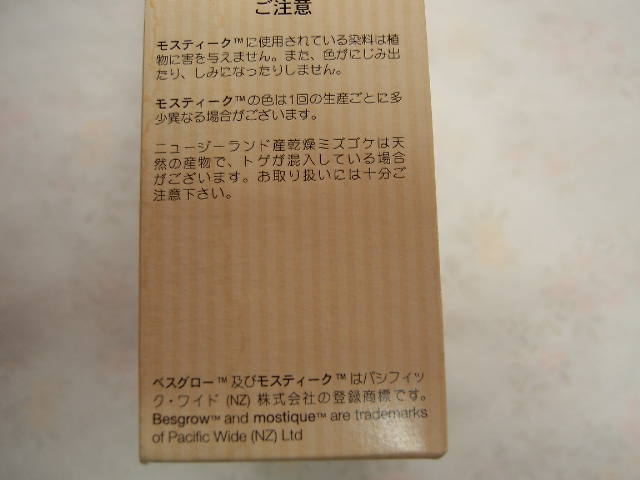 ご注意
モスティーク™に使用されている染料は植
物に害を与えません。また、色がにじみ出
たり、しみになったりしません。
モスティーク™の色は1回の生産ごとに多
少異なる場合がございます。
ニュージーランド産乾燥ミズゴケは天
然の産物で、トゲが混入している場合
がございます。お取り扱いには十分ご
注意下さい。
ベスグロー™及びモスティーク™はパシフィッ
ク・ワイド (NZ) 株式会社の登録商標です。
Besgrow™ and mostique™ are trademarks
of Pacific Wide (NZ) Ltd